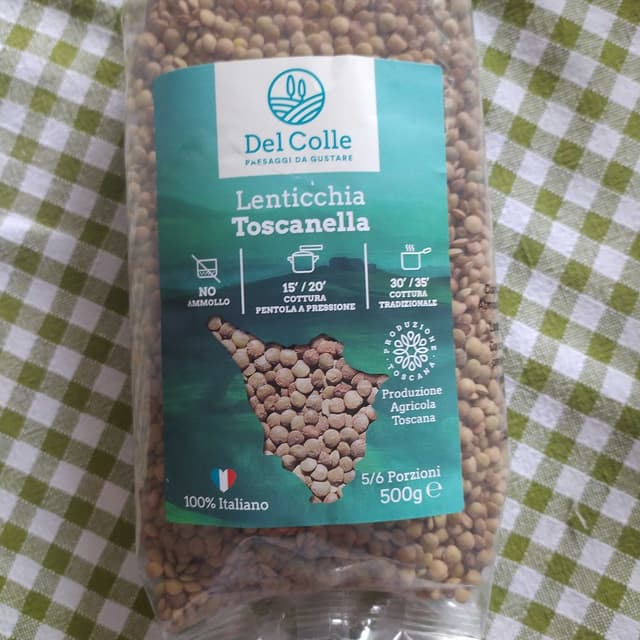 Del Colle
PAESAGGI DA GUSTARE
Lenticchia
Toscanella
NO
AMMOLLO
15' / 20'
COTTURA
PENTOLA A PRESSIONE
30' / 35'
COTTURA
TRADIZIONALE
PRODUZIONE
TOSCANA
Produzione
Agricola
Toscana
100% Italiano
5/6 Porzioni
500g e